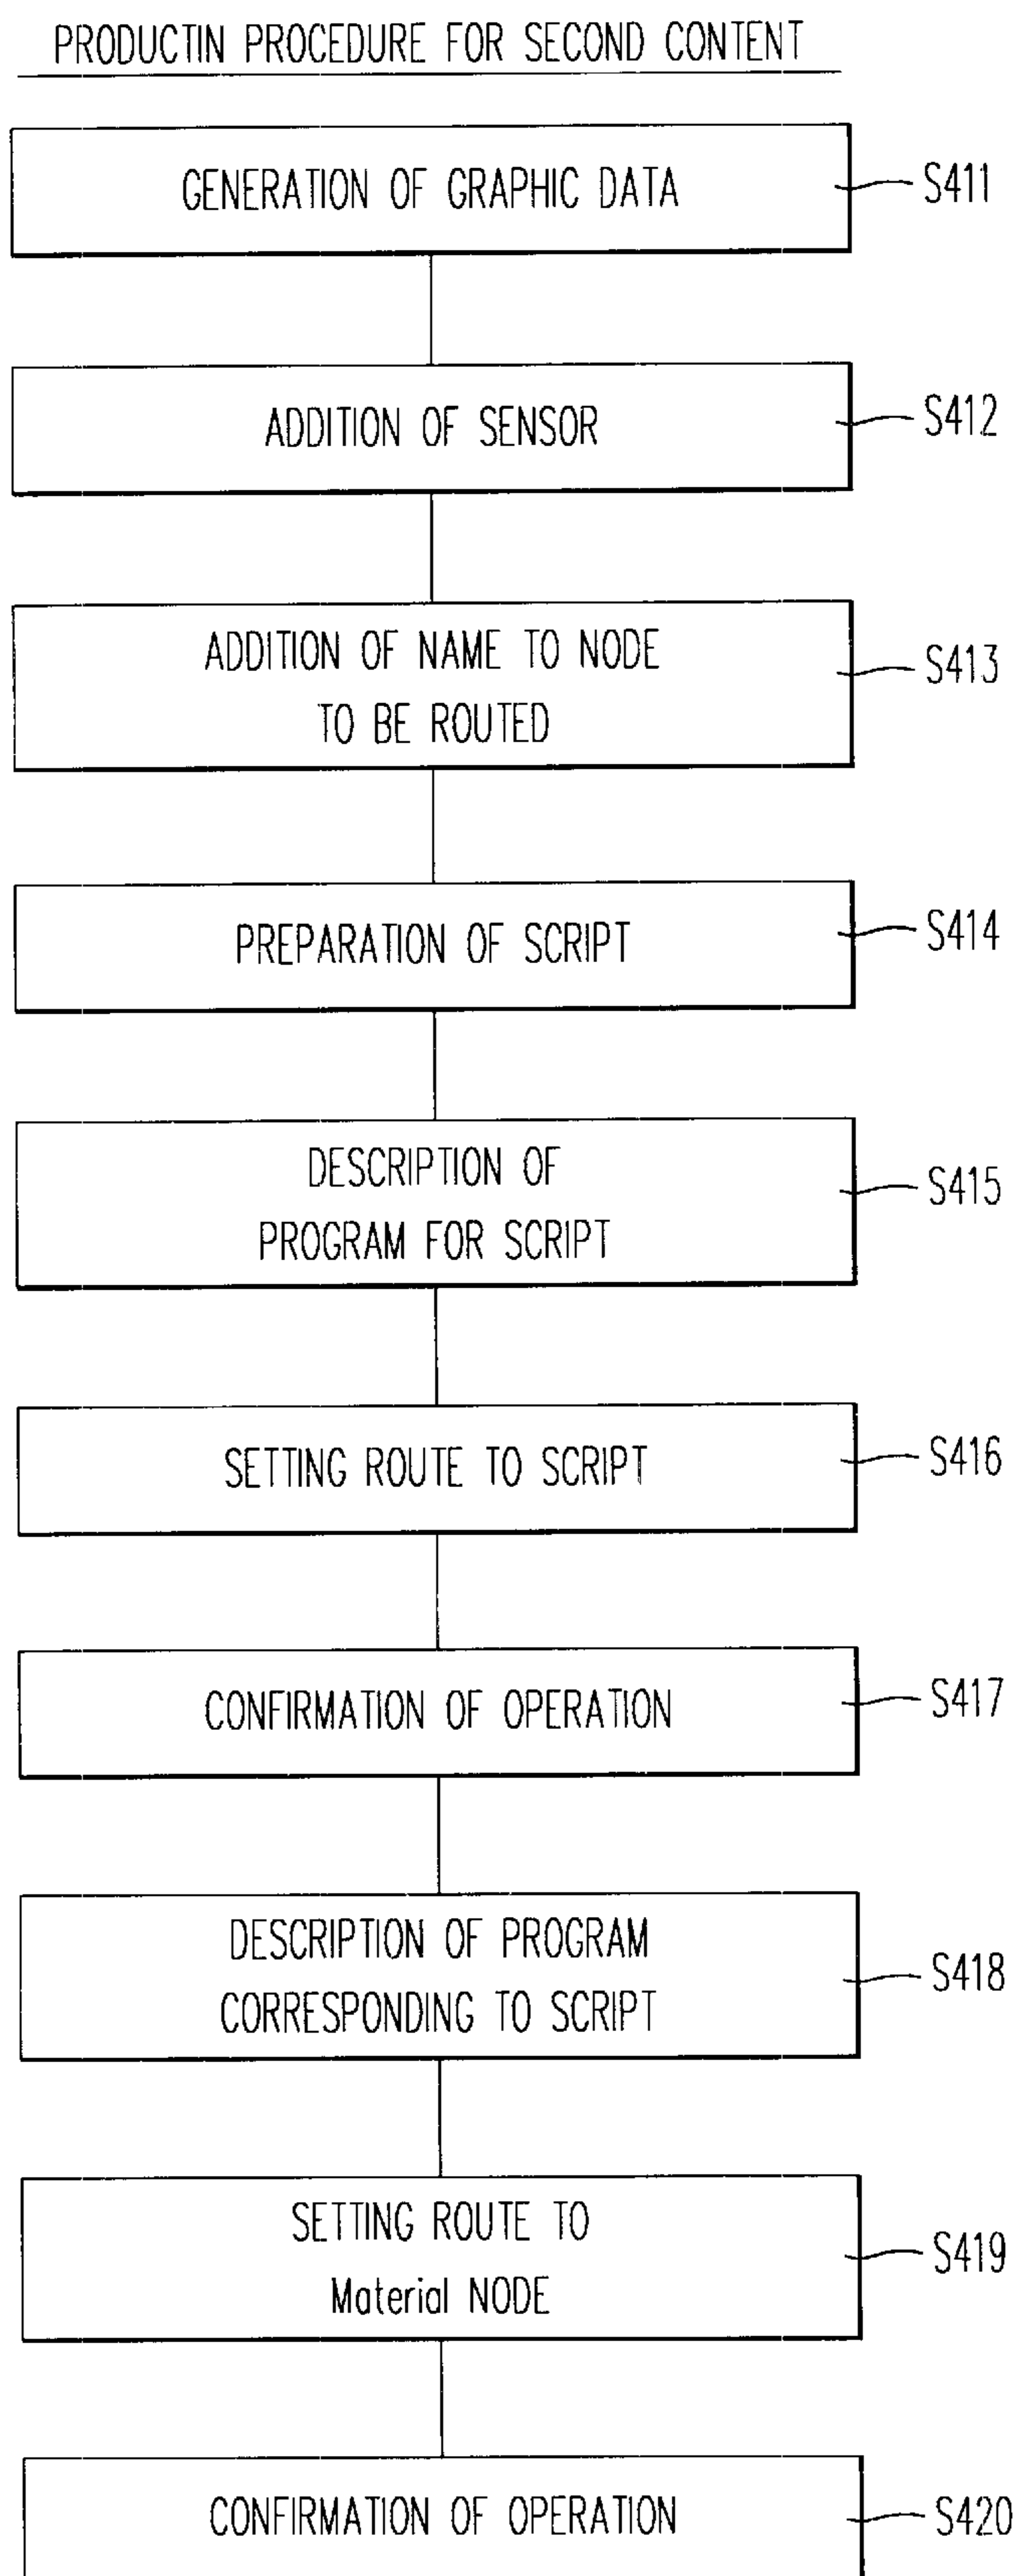 PRODUCTIN PROCEDURE FOR SECOND CONTENT
GENERATION OF GRAPHIC DATA
S411
ADDITION OF SENSOR
S412
ADDITION OF NAME TO NODE
TO BE ROUTED
S413
PREPARATION OF SCRIPT
S414
DESCRIPTION OF
PROGRAM FOR SCRIPT
S415
SETTING ROUTE TO SCRIPT
S416
CONFIRMATION OF OPERATION
S417
DESCRIPTION OF PROGRAM
CORRESPONDING TO SCRIPT
S418
SETTING ROUTE TO
Material NODE
S419
CONFIRMATION OF OPERATION
S420